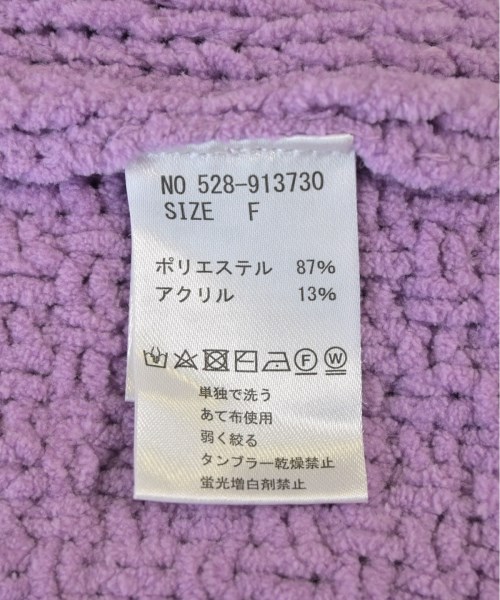 NO 528-913730
SIZE F
ポリエステル 87%
アクリル 13%
F W
単独で洗う
あて布使用
弱く絞る
タンブラー乾燥禁止
蛍光増白剤禁止